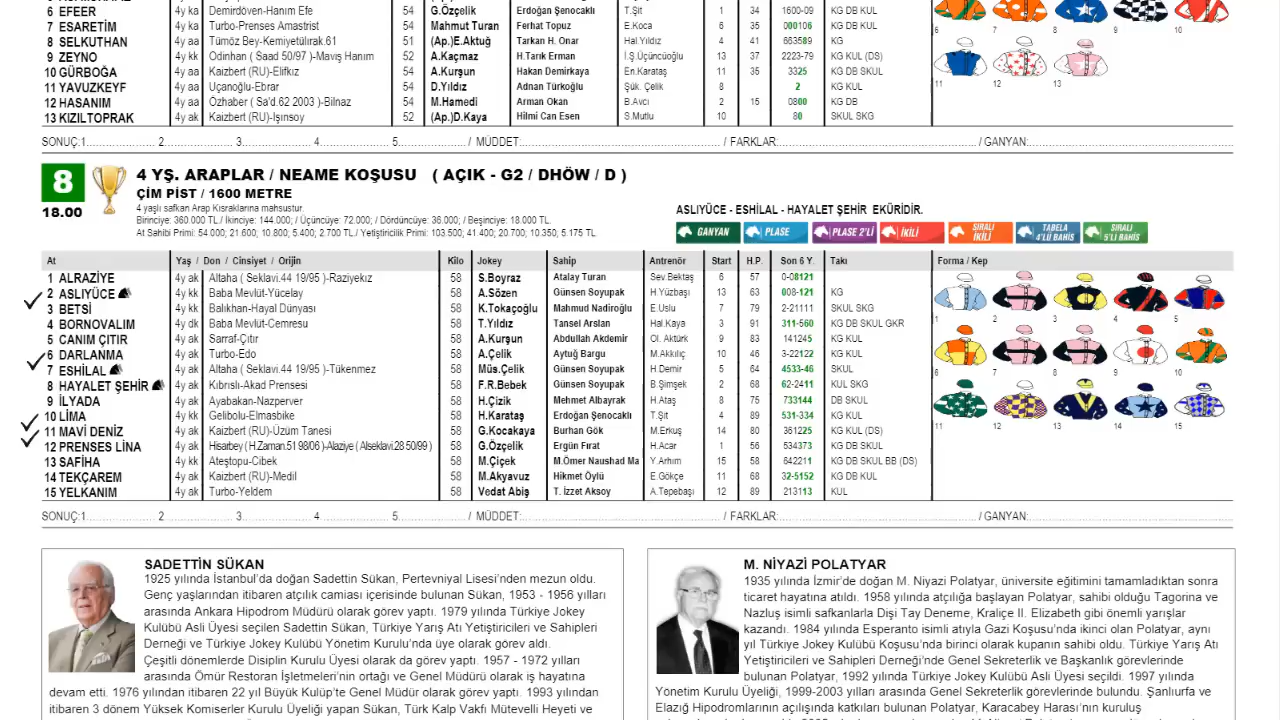 6 EFEER 4y ka Demirdöven-Hanım Efe 54 G.Özçelik Erdoğan Şenocaklı T.Şit 1 34 1600-09 KG DB KUL
7 ESARETİM 4y ka Turbo-Prenses Amastrist 54 Mahmut Turan Ferhat Topuz E.Koca 6 35 000106 KG DB KUL
8 SELKUTHAN 4y aa Tümöz Bey-Kemiyetülırak.61 51 (Ap.)E.Aktuğ Tarkan H. Onar Hal.Yıldız 4 41 663589 KG
9 ZEYNO 4y kk Odinhan ( Saad 50/97 )-Maviş Hanım 52 A.Kaçmaz H.Tarık Erman İ.Ş.Üçüncüoğlu 13 37 2223-79 KG KUL (DS)
10 GÜRBOĞA 4y aa Kaizbert (RU)-Elifkız 54 A.Kurşun Hakan Demirkaya En.Karataş 11 35 3325 KG DB SKUL
11 YAVUZKEYF 4y aa Uçanoğlu-Ebrar 54 D.Yıldız Adnan Türkoğlu Şük. Çelik 8 2 KG KUL
12 HASANIM 4y aa Özhaber ( Sa'd.62 2003 )-Bilnaz 54 M.Hamedi Arman Okan B.Avcı 2 15 0800 KG DB
13 KIZILTOPRAK 4y aa Kaizbert (RU)-Işınsoy 52 (Ap.)D.Kaya Hilmi Can Esen S.Mutlu 10 80 SKUL SKG
6 7 8 9 10
11 12 13
SONUÇ:1 2 3 4 5 / MÜDDET: / FARKLAR: / GANYAN:
8 4 YŞ. ARAPLAR / NEAME KOŞUSU ( AÇIK - G2 / DHÖW / D )
ÇİM PİST / 1600 METRE
18.00
4 yaşlı safkan Arap Kısraklarına mahsustur.
Birinciye: 360.000 TL./ İkinciye: 144.000; / Üçüncüye: 72.000; / Dördüncüye: 36.000; / Beşinciye: 18.000 TL.
At Sahibi Primi: 54.000; 21.600; 10.800; 5.400; 2.700 TL./ Yetiştiricilik Primi: 103.500; 41.400; 20.700; 10.350; 5.175 TL
ASLIYÜCE - ESHİLAL - HAYALET ŞEHİR EKÜRİDİR.
GANYAN PLASE PLASE 2'Lİ İKİLİ SIRALI İKİLİ TABELA 4'LÜ BAHİS SIRALI 5'Lİ BAHİS
At Yaş / Don / Cinsiyet / Orijin Kilo Jokey Sahip Antrenör Start H.P. Son 6 Y. Takı Forma / Kep
1 ALRAZİYE 4y ak Altaha ( Seklavi.44 19/95 )-Raziyekız 58 S.Boyraz Atalay Turan Sev.Bektaş 6 57 0-08121
2 ASLIYÜCE 4y kk Baba Mevlüt-Yücelay 58 A.Sözen Günsen Soyupak H.Yüzbaşı 13 63 008-121 KG
3 BETSİ 4y kk Balıkhan-Hayal Dünyası 58 K.Tokaçoğlu Mahmud Nadiroğlu E.Uslu 7 79 2-21111 SKUL SKG
4 BORNOVALIM 4y dk Baba Mevlüt-Cemresu 58 T.Yıldız Tansel Arslan Hal.Kaya 3 91 311-560 KG DB SKUL GKR
5 CANIM ÇITIR 4y ak Sarraf-Çıtır 58 A.Kurşun Abdullah Akdemir Ol. Aktürk 9 83 141245 KG KUL
6 DARLANMA 4y ak Turbo-Edo 58 A.Çelik Aytuğ Bargu M.Akkılıç 10 46 3-22122 KG KUL
7 ESHİLAL 4y ak Altaha ( Seklavi.44 19/95 )-Tükenmez 58 Müs.Çelik Günsen Soyupak H.Demir 5 64 4533-46 SKUL
8 HAYALET ŞEHİR 4y ak Kıbrıslı-Akad Prensesi 58 F.R.Bebek Günsen Soyupak B.Şimşek 2 68 62-2411 KUL SKG
9 İLYADA 4y ak Ayabakan-Nazperver 58 H.Çizik Mehmet Albayrak H.Ataş 8 75 733144 DB SKUL
10 LİMA 4y kk Gelibolu-Elmasbike 58 H.Karataş Erdoğan Şenocaklı T.Şit 4 89 531-334 KG KUL
11 MAVİ DENİZ 4y ak Kaizbert (RU)-Üzüm Tanesi 58 G.Kocakaya Burhan Gök M.Erkuş 14 80 361225 KG KUL (DS)
12 PRENSES LİNA 4y ak Hisarbey ( H.Zaman.51 98/06 )-Alaziye ( Alseklavi.28 50/99 ) 58 G.Özçelik Ergün Fırat H.Acar 1 56 534373 KG DB SKUL
13 SAFİHA 4y kk Ateştopu-Cibek 58 M.Çiçek M.Ömer Naushad Ma Y.Arhım 15 58 642211 KG DB SKUL BB (DS)
14 TEKÇAREM 4y ak Kaizbert (RU)-Medil 58 M.Akyavuz Hikmet Öylü E.Gökçe 11 68 32-5152 KG DB KUL
15 YELKANIM 4y ak Turbo-Yeldem 58 Vedat Abiş T. İzzet Aksoy A.Tepebaşı 12 89 213113 KUL
1 2 3 4 5
6 7 8 9 10
11 12 13 14 15
SONUÇ:1 2 3 4 5 / MÜDDET: / FARKLAR: / GANYAN:
SADETTİN SÜKAN
1925 yılında İstanbul'da doğan Sadettin Sükan, Pertevniyal Lisesi'nden mezun oldu.
Genç yaşlarından itibaren atçılık camiası içerisinde bulunan Sükan, 1953 - 1956 yılları
arasında Ankara Hipodrom Müdürü olarak görev yaptı. 1979 yılında Türkiye Jokey
Kulübü Asli Üyesi seçilen Sadettin Sükan, Türkiye Yarış Atı Yetiştiricileri ve Sahipleri
Derneği ve Türkiye Jokey Kulübü Yönetim Kurulu'nda üye olarak görev aldı.
Çeşitli dönemlerde Disiplin Kurulu Üyesi olarak da görev yaptı. 1957 - 1972 yılları
arasında Ömür Restoran İşletmeleri'nin ortağı ve Genel Müdürü olarak iş hayatına
devam etti. 1976 yılından itibaren 22 yıl Büyük Kulüp'te Genel Müdür olarak görev yaptı. 1993 yılından
itibaren 3 dönem Yüksek Komiserler Kurulu Üyeliği yapan Sükan, Türk Kalp Vakfı Mütevelli Heyeti ve
M. NİYAZİ POLATYAR
1935 yılında İzmir'de doğan M. Niyazi Polatyar, üniversite eğitimini tamamladıktan sonra
ticaret hayatına atıldı. 1958 yılında atçılığa başlayan Polatyar, sahibi olduğu Tagorina ve
Nazluş isimli safkanlarla Dişi Tay Deneme, Kraliçe II. Elizabeth gibi önemli yarışlar
kazandı. 1984 yılında Esperanto isimli atıyla Gazi Koşusu'nda ikinci olan Polatyar, aynı
yıl Türkiye Jokey Kulübü Koşusu'nda birinci olarak kupanın sahibi oldu. Türkiye Yarış Atı
Yetiştiricileri ve Sahipleri Derneği'nde Genel Sekreterlik ve Başkanlık görevlerinde
bulunan Polatyar, 1992 yılında Türkiye Jokey Kulübü Asli Üyesi seçildi. 1997 yılında
Yönetim Kurulu Üyeliği, 1999-2003 yılları arasında Genel Sekreterlik görevlerinde bulundu. Şanlıurfa ve
Elazığ Hipodromlarının açılışında katkıları bulunan Polatyar, Karacabey Harası'nın kuruluş